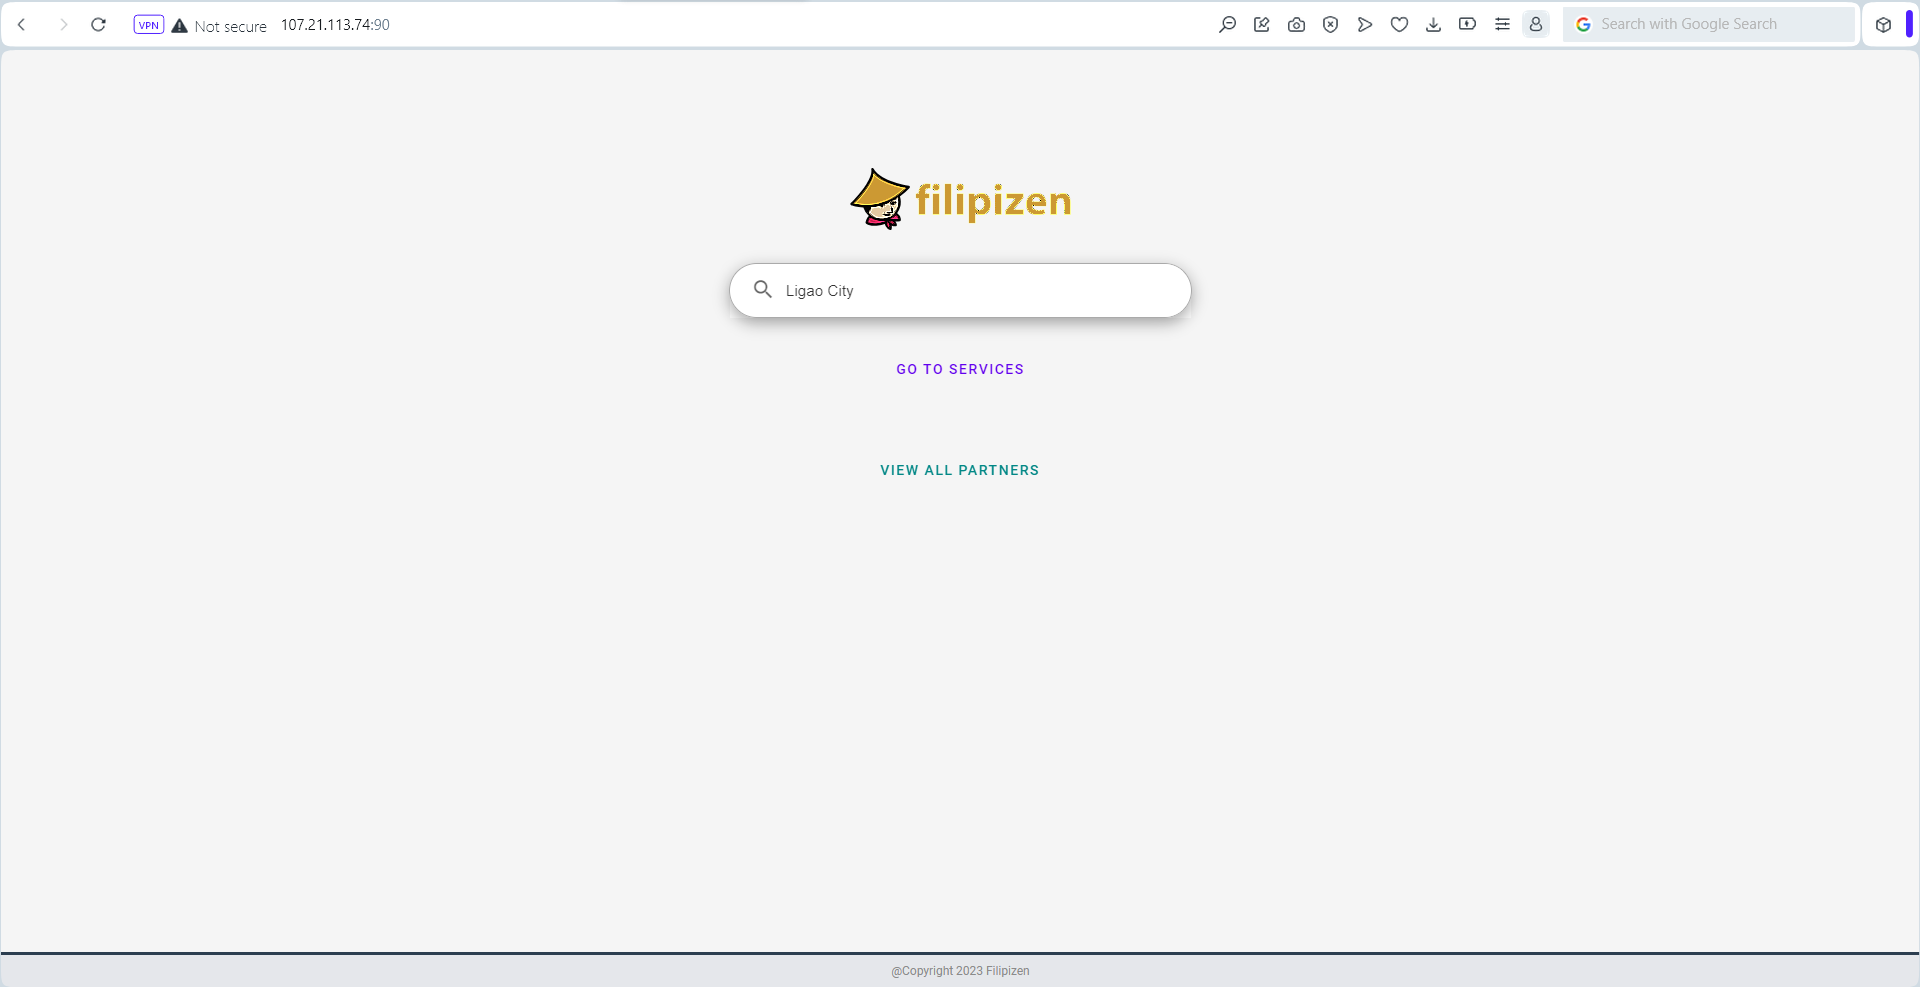 VPN
Not secure
107.21.113.74:90
Search with Google Search
filipizen
Ligao City
GO TO SERVICES
VIEW ALL PARTNERS
@Copyright 2023 Filipizen